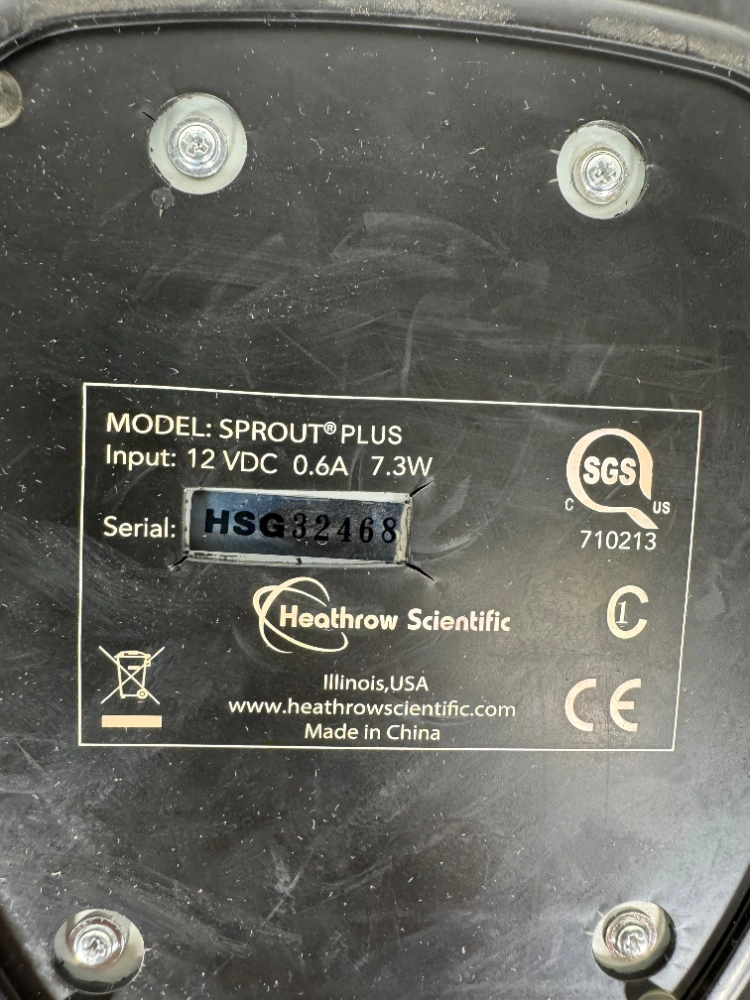 MODEL: SPROUT® PLUS
Input: 12 VDC 0.6A 7.3W
Serial: HSG32468
SGS
C US
710213
Heathrow Scientific
C1
Illinois,USA
www.heathrowscientific.com
CE
Made in China